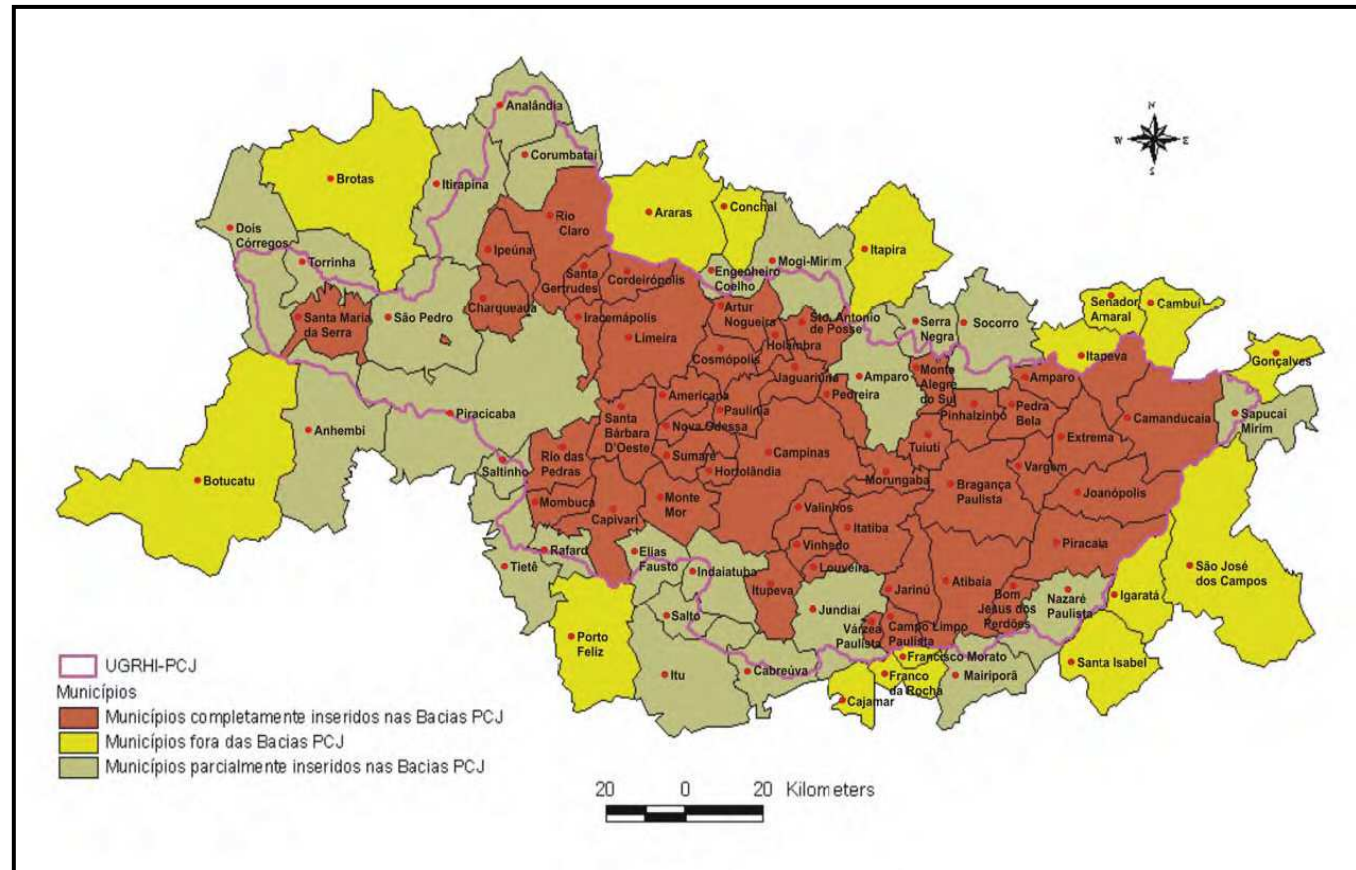 Analândia
N
W
E
S
Corumbataí
Brotas
Itirapina
Araras
Conchal
Rio
Claro
Dois
Córregos
Ipeúna
Mogi-Mirim
Itapira
Torrinha
Santa
Gertrudes
Cordeirópolis
Engenheiro
Coelho
Charqueada
Senador
Amaral
Cambuí
Santa Maria
da Serra
São Pedro
Iracemápolis
Artur
Nogueira
Sto. Antonio
de Posse
Serra
Negra
Socorro
Limeira
Holambra
Cosmópolis
Itapeva
Gonçalves
Jaguariúna
Amparo
Monte
Alegre
do Sul
Amparo
Pedreira
Americana
Paulínia
Pinhalzinho
Pedra
Bela
Camanducaia
Sapucai
Mirim
Piracicaba
Santa
Bárbara
D'Oeste
Nova Odessa
Anhembi
Tuiuti
Extrema
Rio das
Pedras
Sumaré
Campinas
Saltinho
Hortolândia
Morungaba
Vargem
Botucatu
Bragança
Paulista
Joanópolis
Mombuca
Capivari
Monte
Mor
Valinhos
Itatiba
Rafard
Elias
Fausto
Vinhedo
Piracaia
Tietê
Indaiatuba
Louveira
São José
dos Campos
Itupeva
Jarinú
Atibaia
Bom
Jesus dos
Perdões
Nazaré
Paulista
Igaratá
Salto
Jundiaí
Várzea
Paulista
Campo Limpo
Paulista
Porto
Feliz
Francisco Morato
Santa Isabel
Itu
Cabreúva
Franco
da Rocha
Mairiporã
Cajamar
UGRHI-PCJ
Municípios
Municípios completamente inseridos nas Bacias PCJ
Municípios fora das Bacias PCJ
Municípios parcialmente inseridos nas Bacias PCJ
20 0 20 Kilometers